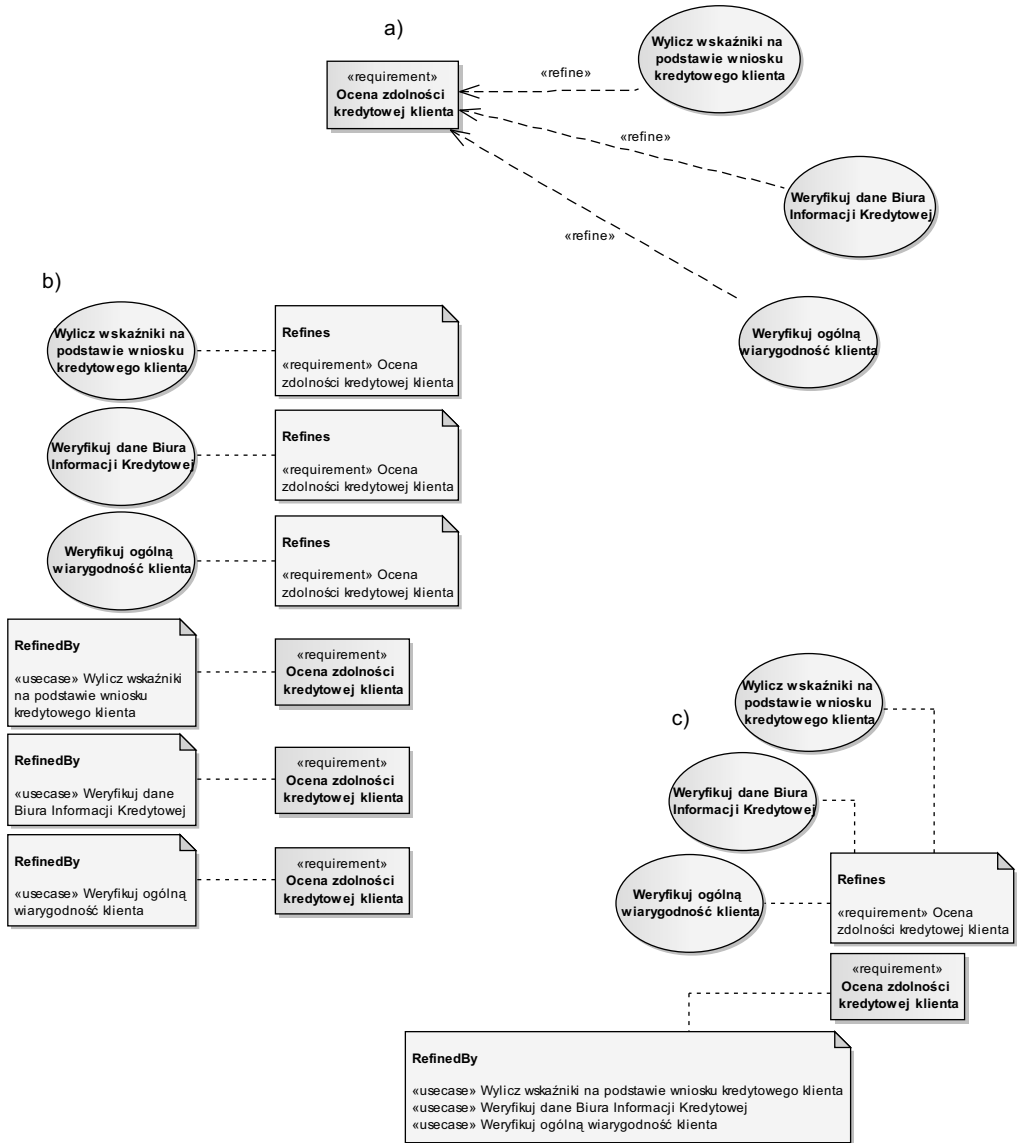 a)
Wylicz wskaźniki na
podstawie wniosku
kredytowego klienta
«requirement»
Ocena zdolności
kredytowej klienta
«refine»
«refine»
Weryfikuj dane Biura
Informacji Kredytowej
«refine»
Weryfikuj ogólną
wiarygodność klienta
b)
Wylicz wskaźniki na
podstawie wniosku
kredytowego klienta
Refines
«requirement» Ocena
zdolności kredytowej klienta
Weryfikuj dane Biura
Informacji Kredytowej
Refines
«requirement» Ocena
zdolności kredytowej klienta
Weryfikuj ogólną
wiarygodność klienta
Refines
«requirement» Ocena
zdolności kredytowej klienta
RefinedBy
«usecase» Wylicz wskaźniki
na podstawie wniosku
kredytowego klienta
«requirement»
Ocena zdolności
kredytowej klienta
RefinedBy
«usecase» Weryfikuj dane
Biura Informacji Kredytowej
«requirement»
Ocena zdolności
kredytowej klienta
RefinedBy
«usecase» Weryfikuj ogólną
wiarygodność klienta
«requirement»
Ocena zdolności
kredytowej klienta
c)
Wylicz wskaźniki na
podstawie wniosku
kredytowego klienta
Weryfikuj dane Biura
Informacji Kredytowej
Weryfikuj ogólną
wiarygodność klienta
Refines
«requirement» Ocena
zdolności kredytowej klienta
«requirement»
Ocena zdolności
kredytowej klienta
RefinedBy
«usecase» Wylicz wskaźniki na podstawie wniosku kredytowego klienta
«usecase» Weryfikuj dane Biura Informacji Kredytowej
«usecase» Weryfikuj ogólną wiarygodność klienta